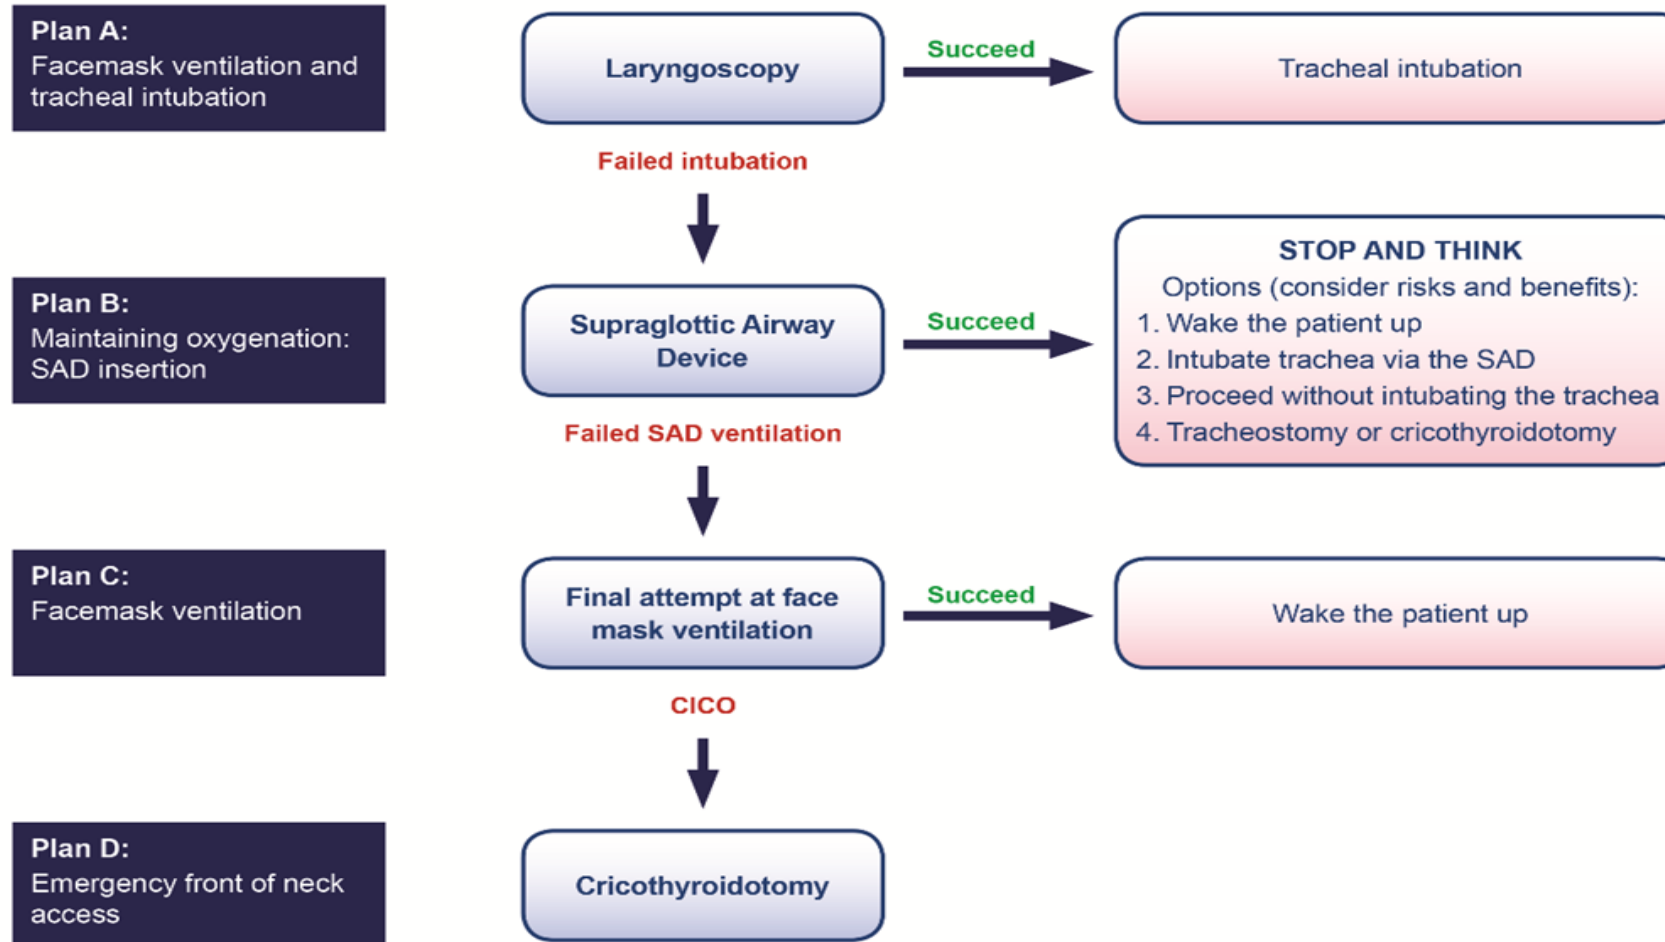 Plan A:
Facemask ventilation and
tracheal intubation
Laryngoscopy
Succeed
Tracheal intubation
Failed intubation
Plan B:
Maintaining oxygenation:
SAD insertion
Supraglottic Airway
Device
Succeed
STOP AND THINK
Options (consider risks and benefits):
1. Wake the patient up
2. Intubate trachea via the SAD
3. Proceed without intubating the trachea
4. Tracheostomy or cricothyroidotomy
Failed SAD ventilation
Plan C:
Facemask ventilation
Final attempt at face
mask ventilation
Succeed
Wake the patient up
CICO
Plan D:
Emergency front of neck
access
Cricothyroidotomy